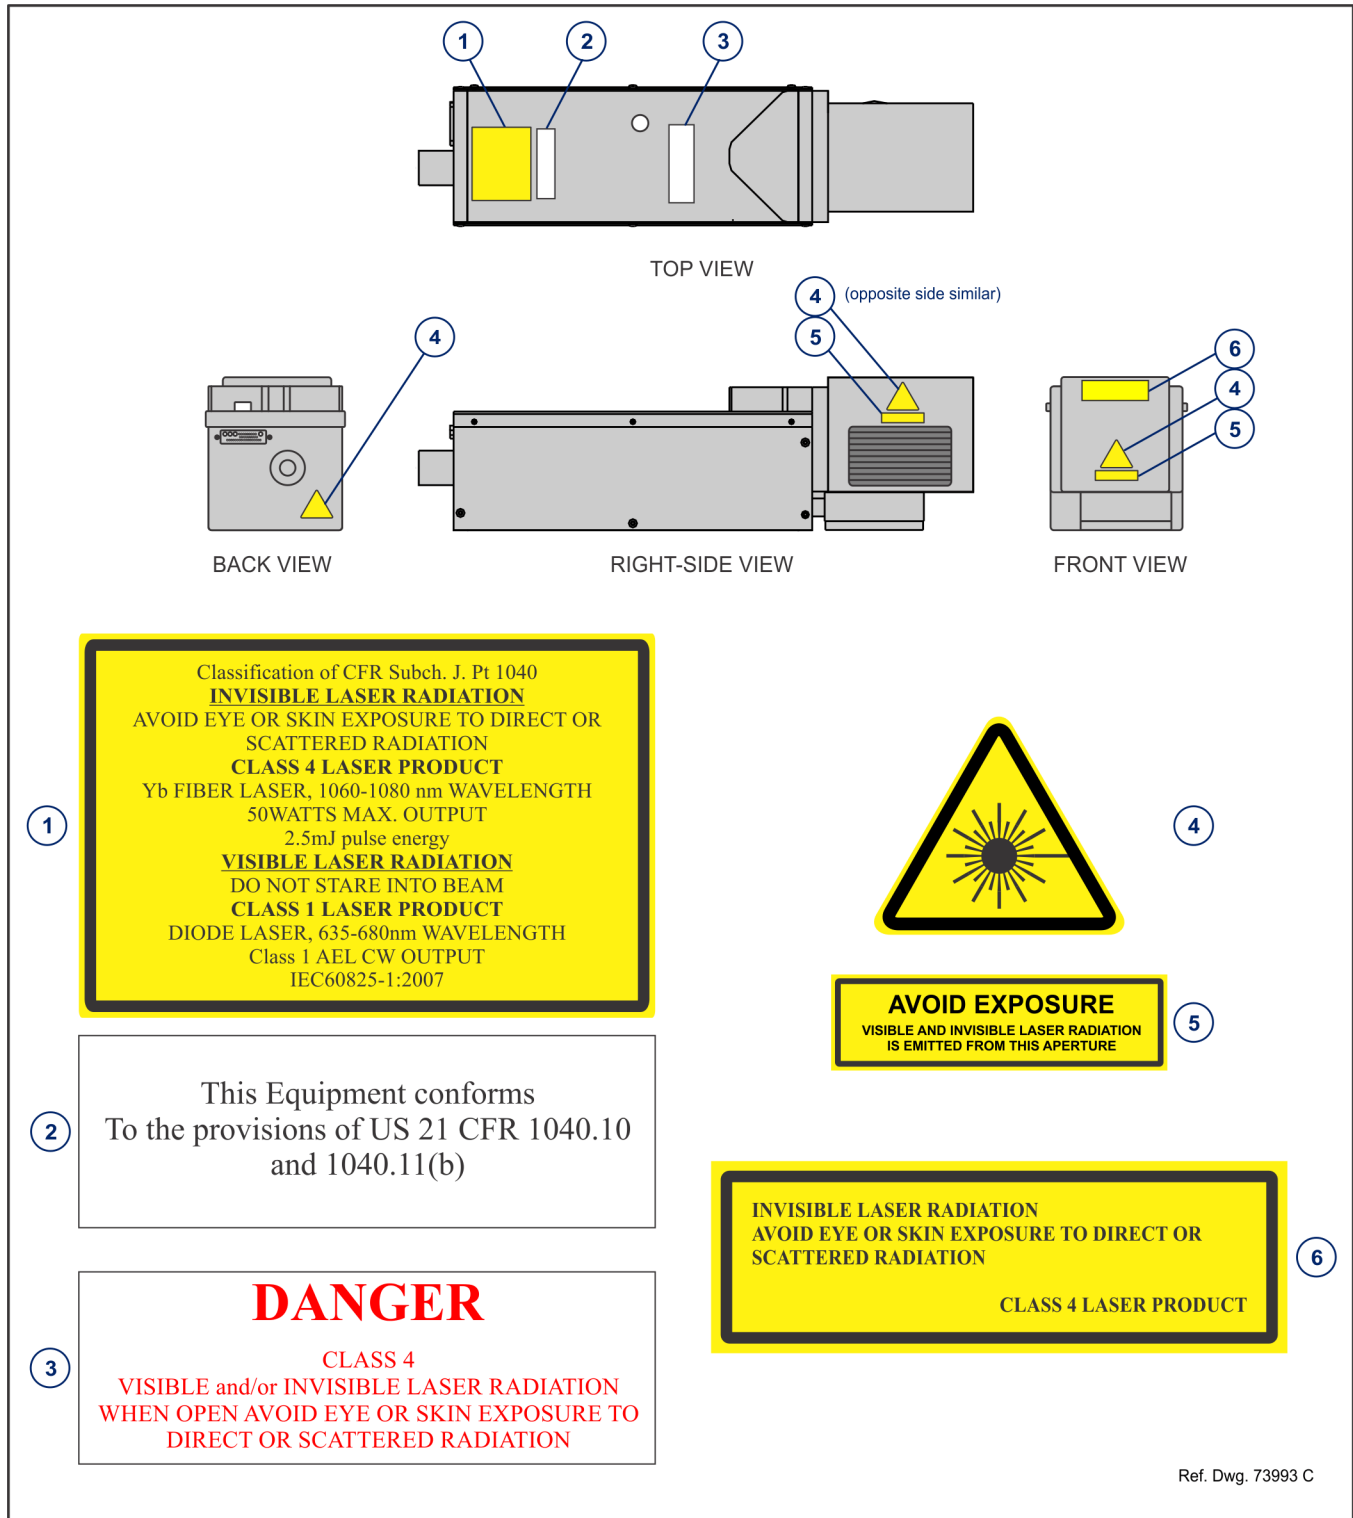 1 2 3
TOP VIEW
4 (opposite side similar)
4
5
6
4
5
BACK VIEW
RIGHT-SIDE VIEW
FRONT VIEW
1
Classification of CFR Subch. J. Pt 1040
INVISIBLE LASER RADIATION
AVOID EYE OR SKIN EXPOSURE TO DIRECT OR
SCATTERED RADIATION
CLASS 4 LASER PRODUCT
Yb FIBER LASER, 1060-1080 nm WAVELENGTH
50WATTS MAX. OUTPUT
2.5mJ pulse energy
VISIBLE LASER RADIATION
DO NOT STARE INTO BEAM
CLASS 1 LASER PRODUCT
DIODE LASER, 635-680nm WAVELENGTH
Class 1 AEL CW OUTPUT
IEC60825-1:2007
4
AVOID EXPOSURE
VISIBLE AND INVISIBLE LASER RADIATION
IS EMITTED FROM THIS APERTURE
5
2
This Equipment conforms
To the provisions of US 21 CFR 1040.10
and 1040.11(b)
INVISIBLE LASER RADIATION
AVOID EYE OR SKIN EXPOSURE TO DIRECT OR
SCATTERED RADIATION
CLASS 4 LASER PRODUCT
6
3
DANGER
CLASS 4
VISIBLE and/or INVISIBLE LASER RADIATION
WHEN OPEN AVOID EYE OR SKIN EXPOSURE TO
DIRECT OR SCATTERED RADIATION
Ref. Dwg. 73993 C